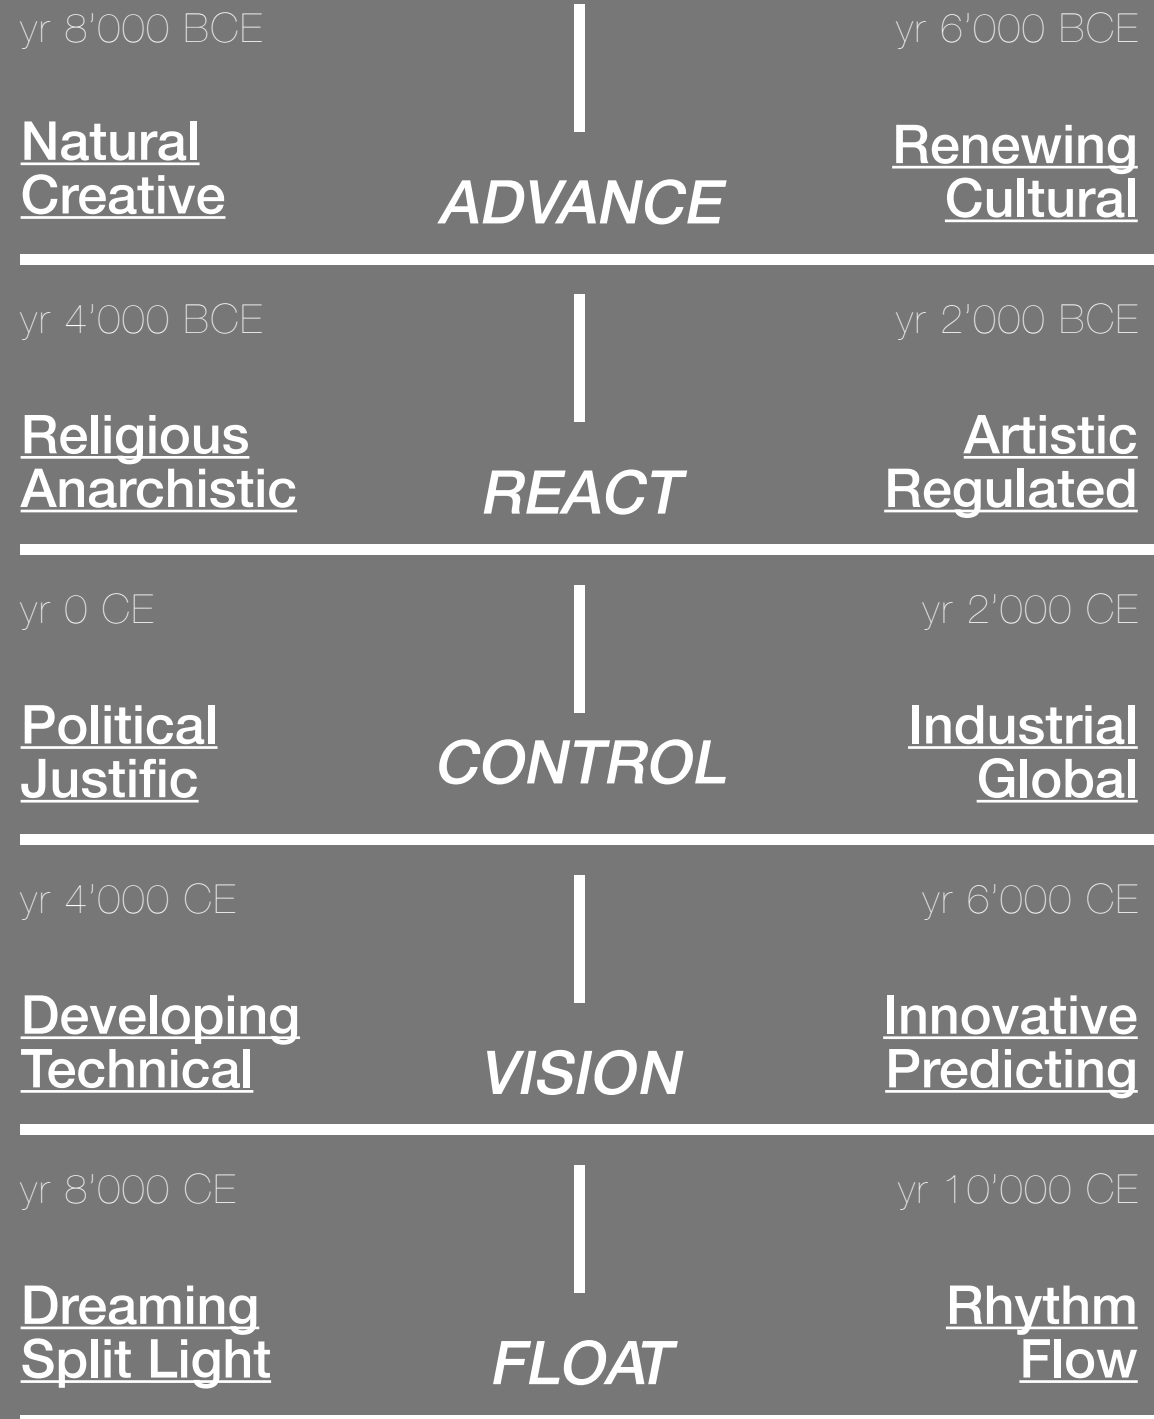 yr 8'000 BCE
yr 6'000 BCE
Natural
Creative
ADVANCE
Renewing
Cultural
yr 4'000 BCE
yr 2'000 BCE
Religious
Anarchistic
REACT
Artistic
Regulated
yr 0 CE
yr 2'000 CE
Political
Justific
CONTROL
Industrial
Global
yr 4'000 CE
yr 6'000 CE
Developing
Technical
VISION
Innovative
Predicting
yr 8'000 CE
yr 10'000 CE
Dreaming
Split Light
FLOAT
Rhythm
Flow